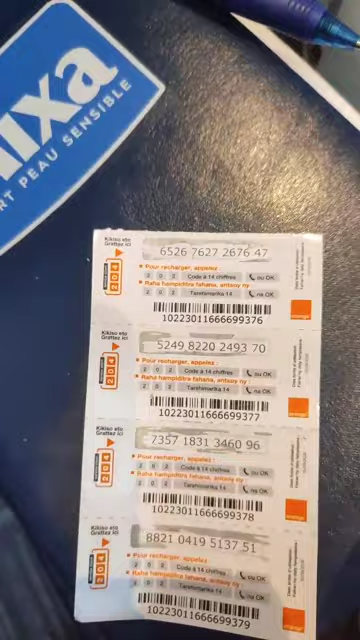 ixa
RT PEAU SENSIBLE
Kikiso eto
Grattez ici
6526 7627 2676 47
204
Pour recharger, appelez :
2 0 2 Code à 14 chiffres ou OK
Raha hampiditra fahana, antsoy ny :
2 0 2 Tarehimarika 14 na OK
orange
10223011666699376
Kikiso eto
Grattez ici
5249 8220 2493 70
204
Pour recharger, appelez :
2 0 2 Code à 14 chiffres ou OK
Raha hampiditra fahana, antsoy ny :
2 0 2 Tarehimarika 14 na OK
orange
10223011666699377
Kikiso eto
Grattez ici
7357 1831 3460 96
204
Pour recharger, appelez :
2 0 2 Code à 14 chiffres ou OK
Raha hampiditra fahana, antsoy ny :
2 0 2 Tarehimarika 14 na OK
orange
10223011666699378
Kikiso eto
Grattez ici
8821 0419 5137 51
204
Pour recharger, appelez :
2 0 2 Code à 14 chiffres ou OK
Raha hampiditra fahana, antsoy ny :
2 0 2 Tarehimarika 14 na OK
orange
10223011666699379